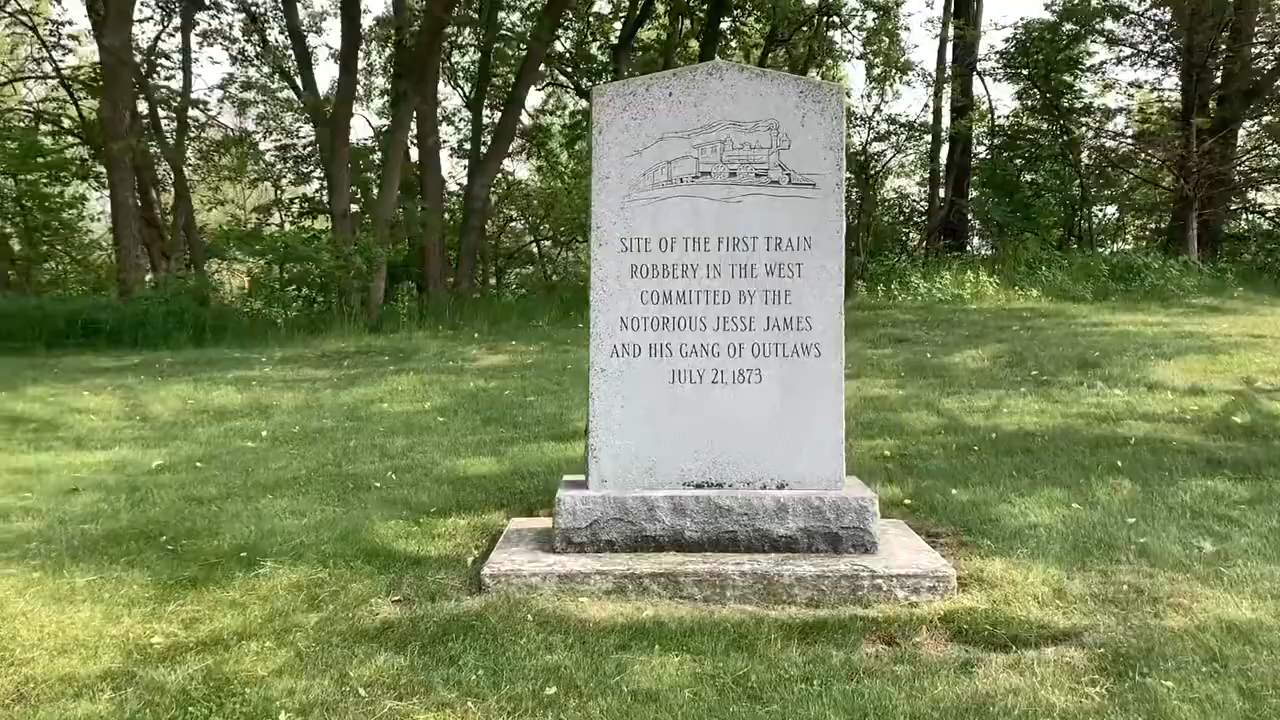 SITE OF THE FIRST TRAIN
ROBBERY IN THE WEST
COMMITTED BY THE
NOTORIOUS JESSE JAMES
AND HIS GANG OF OUTLAWS
JULY 21, 1873